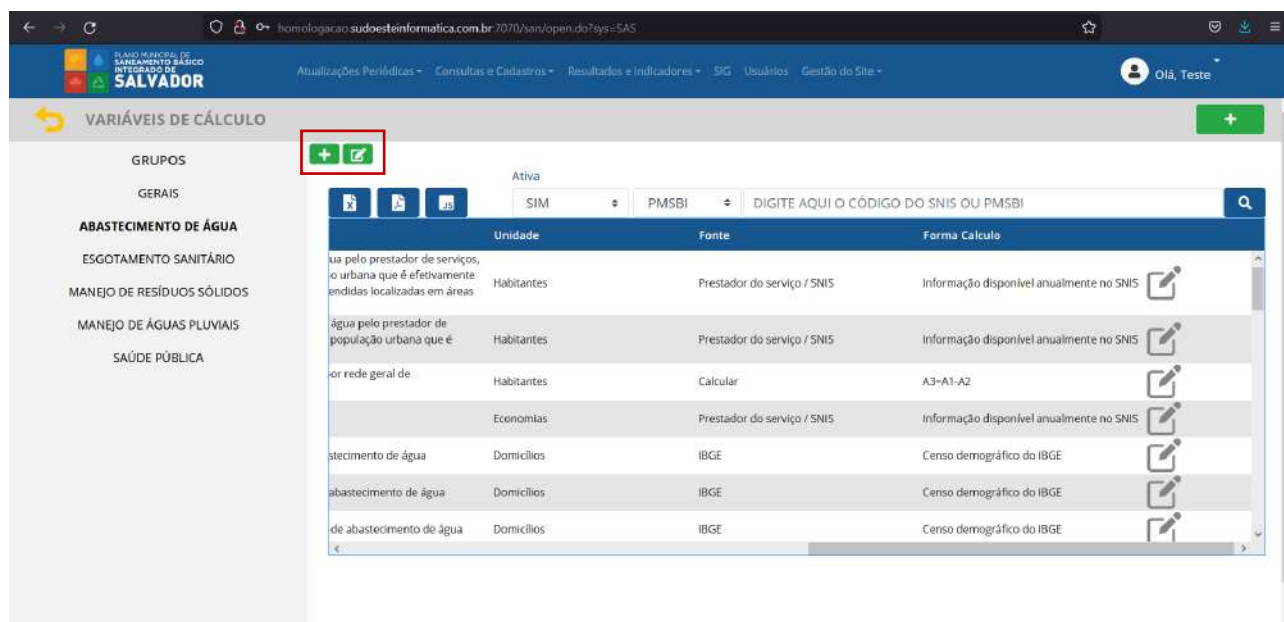 homologacao.sudoesteinformatica.com.br:7070/san/open.do?sys=SAS
PLANO MUNICIPAL DE
SANEAMENTO BÁSICO
INTEGRADO DE
SALVADOR
Atualizações Periódicas Consultas e Cadastros Resultados e Indicadores SIG Usuários Gestão do Site
Olá, Teste
VARIÁVEIS DE CÁLCULO
+
GRUPOS
GERAIS
ABASTECIMENTO DE ÁGUA
ESGOTAMENTO SANITÁRIO
MANEJO DE RESÍDUOS SÓLIDOS
MANEJO DE ÁGUAS PLUVIAIS
SAÚDE PÚBLICA
+
Ativa
JS SIM PMSBI DIGITE AQUI O CÓDIGO DO SNIS OU PMSBI
Unidade Fonte Forma Calculo
ua pelo prestador de serviços,
o urbana que é efetivamente
endidas localizadas em áreas
Habitantes Prestador do serviço / SNIS Informação disponível anualmente no SNIS
água pelo prestador de
população urbana que é
Habitantes Prestador do serviço / SNIS Informação disponível anualmente no SNIS
or rede geral de
Habitantes Calcular A3=A1-A2
Economias Prestador do serviço / SNIS Informação disponível anualmente no SNIS
stecimento de água Domicílios IBGE Censo demográfico do IBGE
abastecimento de água Domicílios IBGE Censo demográfico do IBGE
de abastecimento de água Domicílios IBGE Censo demográfico do IBGE